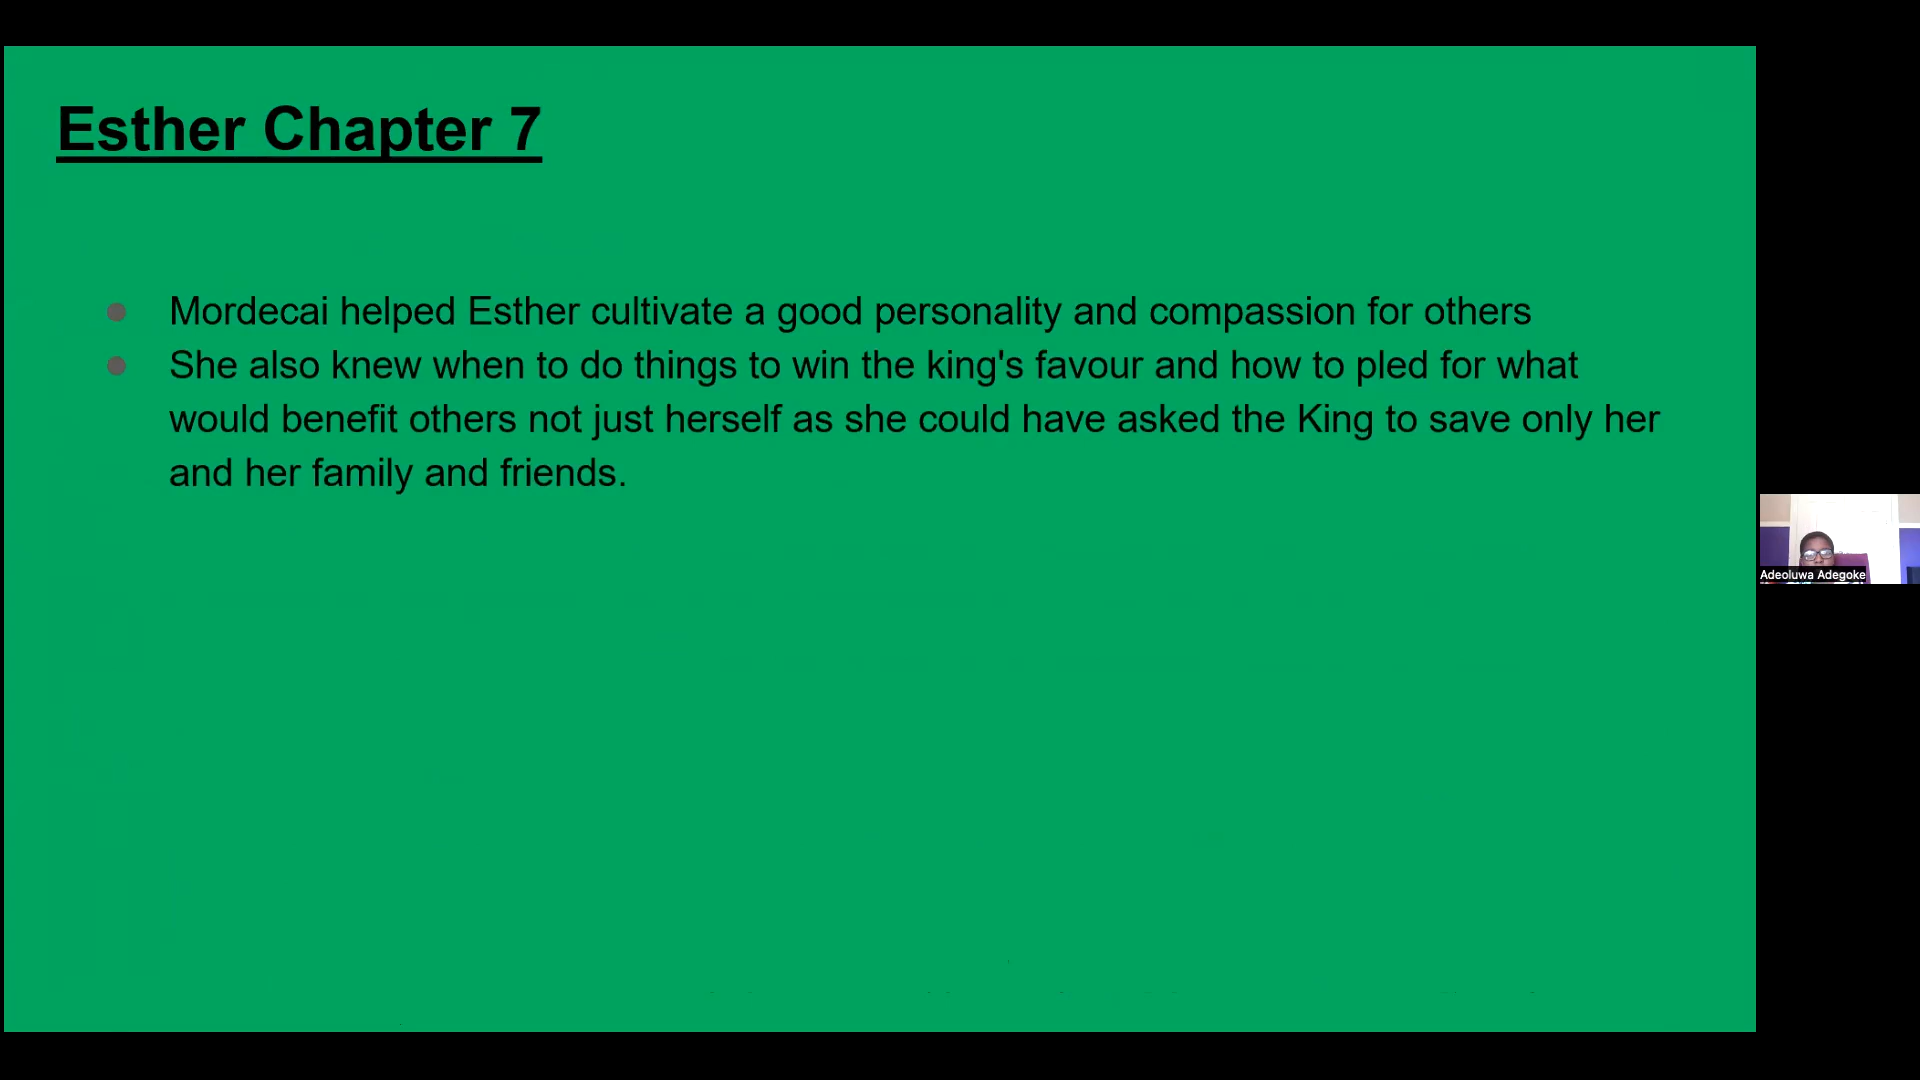 Esther Chapter 7
Mordecai helped Esther cultivate a good personality and compassion for others
She also knew when to do things to win the king's favour and how to pled for what
would benefit others not just herself as she could have asked the King to save only her
and her family and friends.
Adeoluwa Adegoke